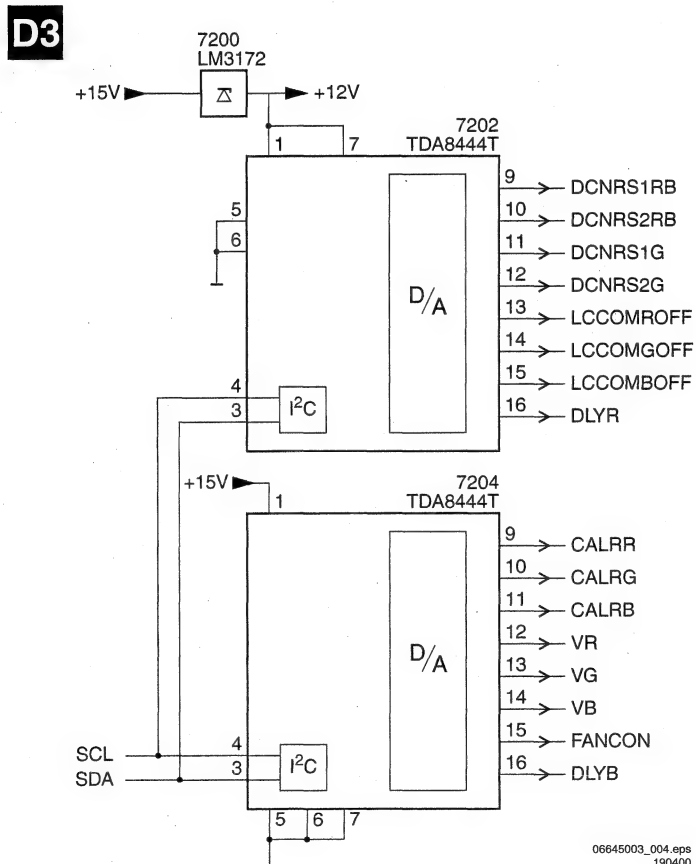 D3
7200
LM3172
+15V
+12V
7202
1
7
TDA8444T
9
DCNRS1RB
5
10
DCNRS2RB
6
11
DCNRS1G
12
DCNRS2G
D/A
13
LCCOMROFF
14
LCCOMGOFF
4
15
LCCOMBOFF
3
I²C
16
DLYR
+15V
7204
1
TDA8444T
9
CALRR
10
CALRG
11
CALRB
12
VR
D/A
13
VG
14
VB
15
FANCON
SCL
4
16
DLYB
SDA
3
I²C
5
6
7
06645003_004.eps
190400